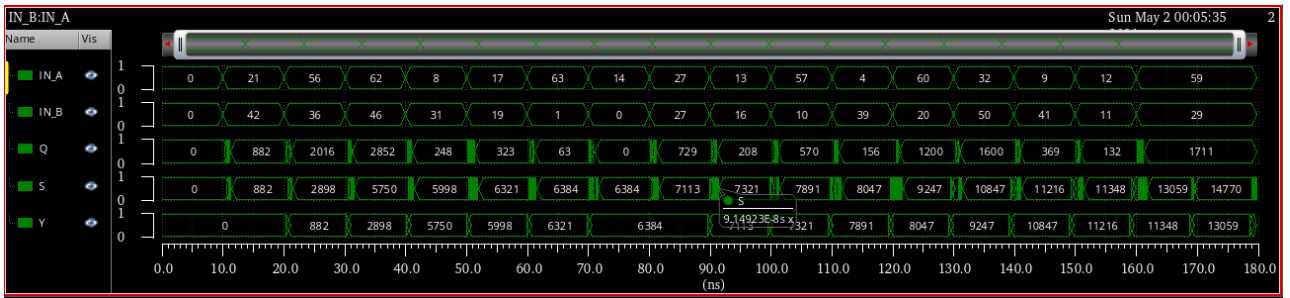 IN_B:IN_A Sun May 2 00:05:35 2
Name Vis
IN_A 1 0 0 21 56 62 8 17 63 14 27 13 57 4 60 32 9 12 59
IN_B 1 0 0 42 36 46 31 19 1 0 27 16 10 39 20 50 41 11 29
Q 1 0 0 882 2016 2852 248 323 63 0 729 208 570 156 1200 1600 369 132 1711
S 1 0 0 882 2898 5750 5998 6321 6384 6384 7113 7321 7891 8047 9247 10847 11216 11348 13059 14770
S
9.14923E-8s x
Y 1 0 0 882 2898 5750 5998 6321 6384 7113 7321 7891 8047 9247 10847 11216 11348 13059
0.0 10.0 20.0 30.0 40.0 50.0 60.0 70.0 80.0 90.0 100.0 110.0 120.0 130.0 140.0 150.0 160.0 170.0 180.0
(ns)